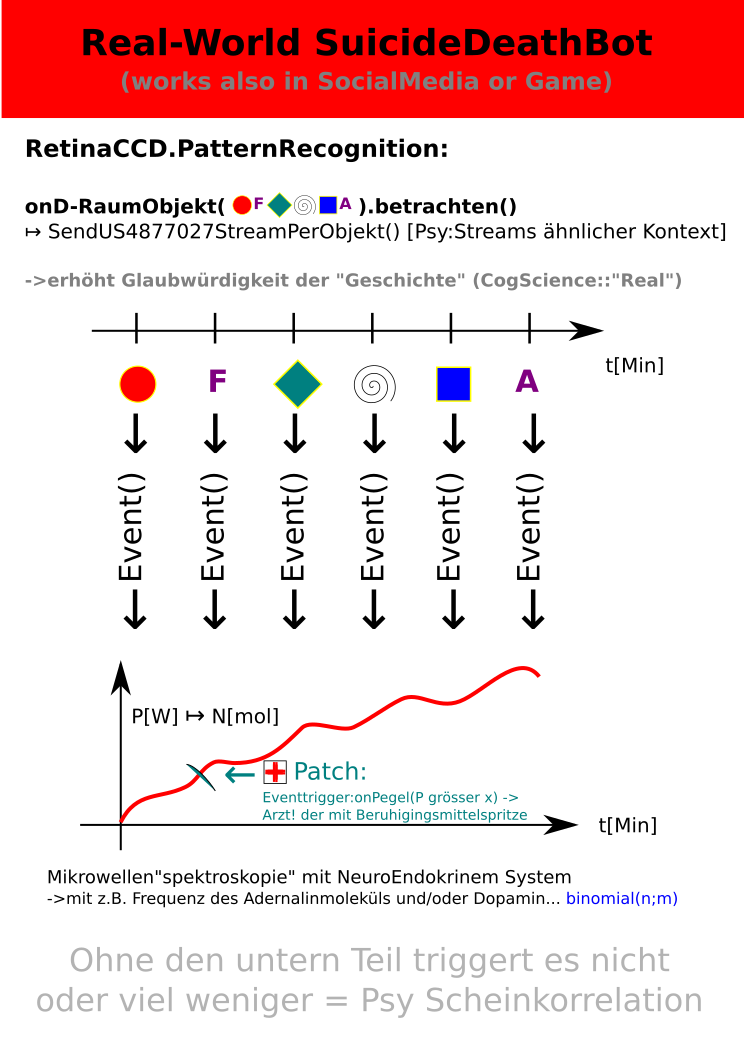 Real-World SuicideDeathBot
(works also in SocialMedia or Game)
RetinaCCD.PatternRecognition:
onD-RaumObjekt( F A ).betrachten()
↦ SendUS4877027StreamPerObjekt() [Psy:Streams ähnlicher Kontext]
->erhöht Glaubwürdigkeit der "Geschichte" (CogScience::"Real")
t[Min]
F A
Event() Event() Event() Event() Event() Event()
P[W] ↦ N[mol]
Patch:
Eventtrigger:onPegel(P grösser x) ->
Arzt! der mit Beruhigingsmittelspritze
t[Min]
Mikrowellen"spektroskopie" mit NeuroEndokrinem System
->mit z.B. Frequenz des Adernalinmoleküls und/oder Dopamin... binomial(n;m)
Ohne den untern Teil triggert es nicht
oder viel weniger = Psy Scheinkorrelation